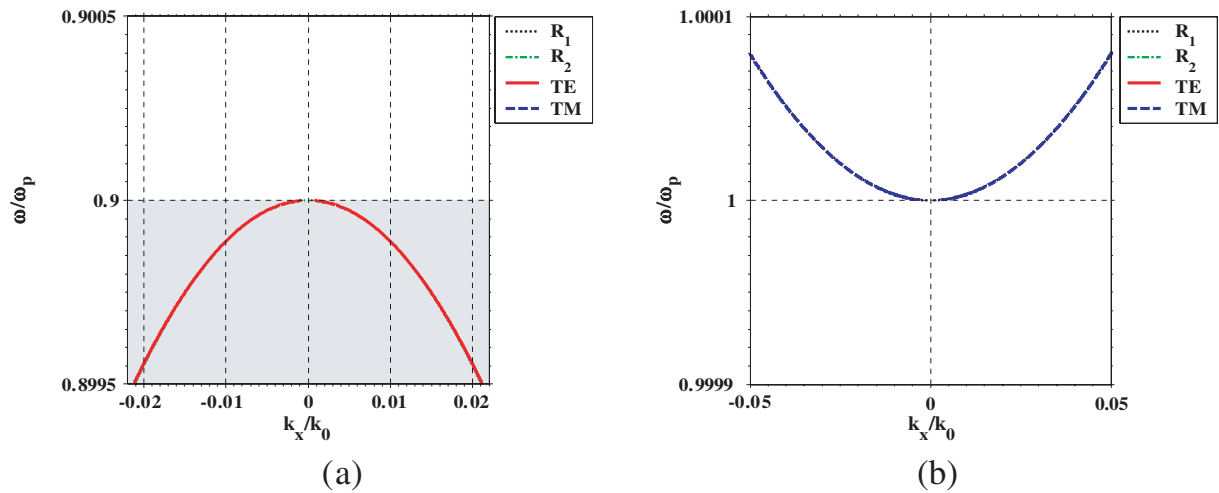 0.9005
0.9
0.8995
ω/ωp
-0.02 -0.01 0 0.01 0.02
kx/k0
R1
R2
TE
TM
(a)
1.0001
1
0.9999
ω/ωp
-0.05 0 0.05
kx/k0
R1
R2
TE
TM
(b)